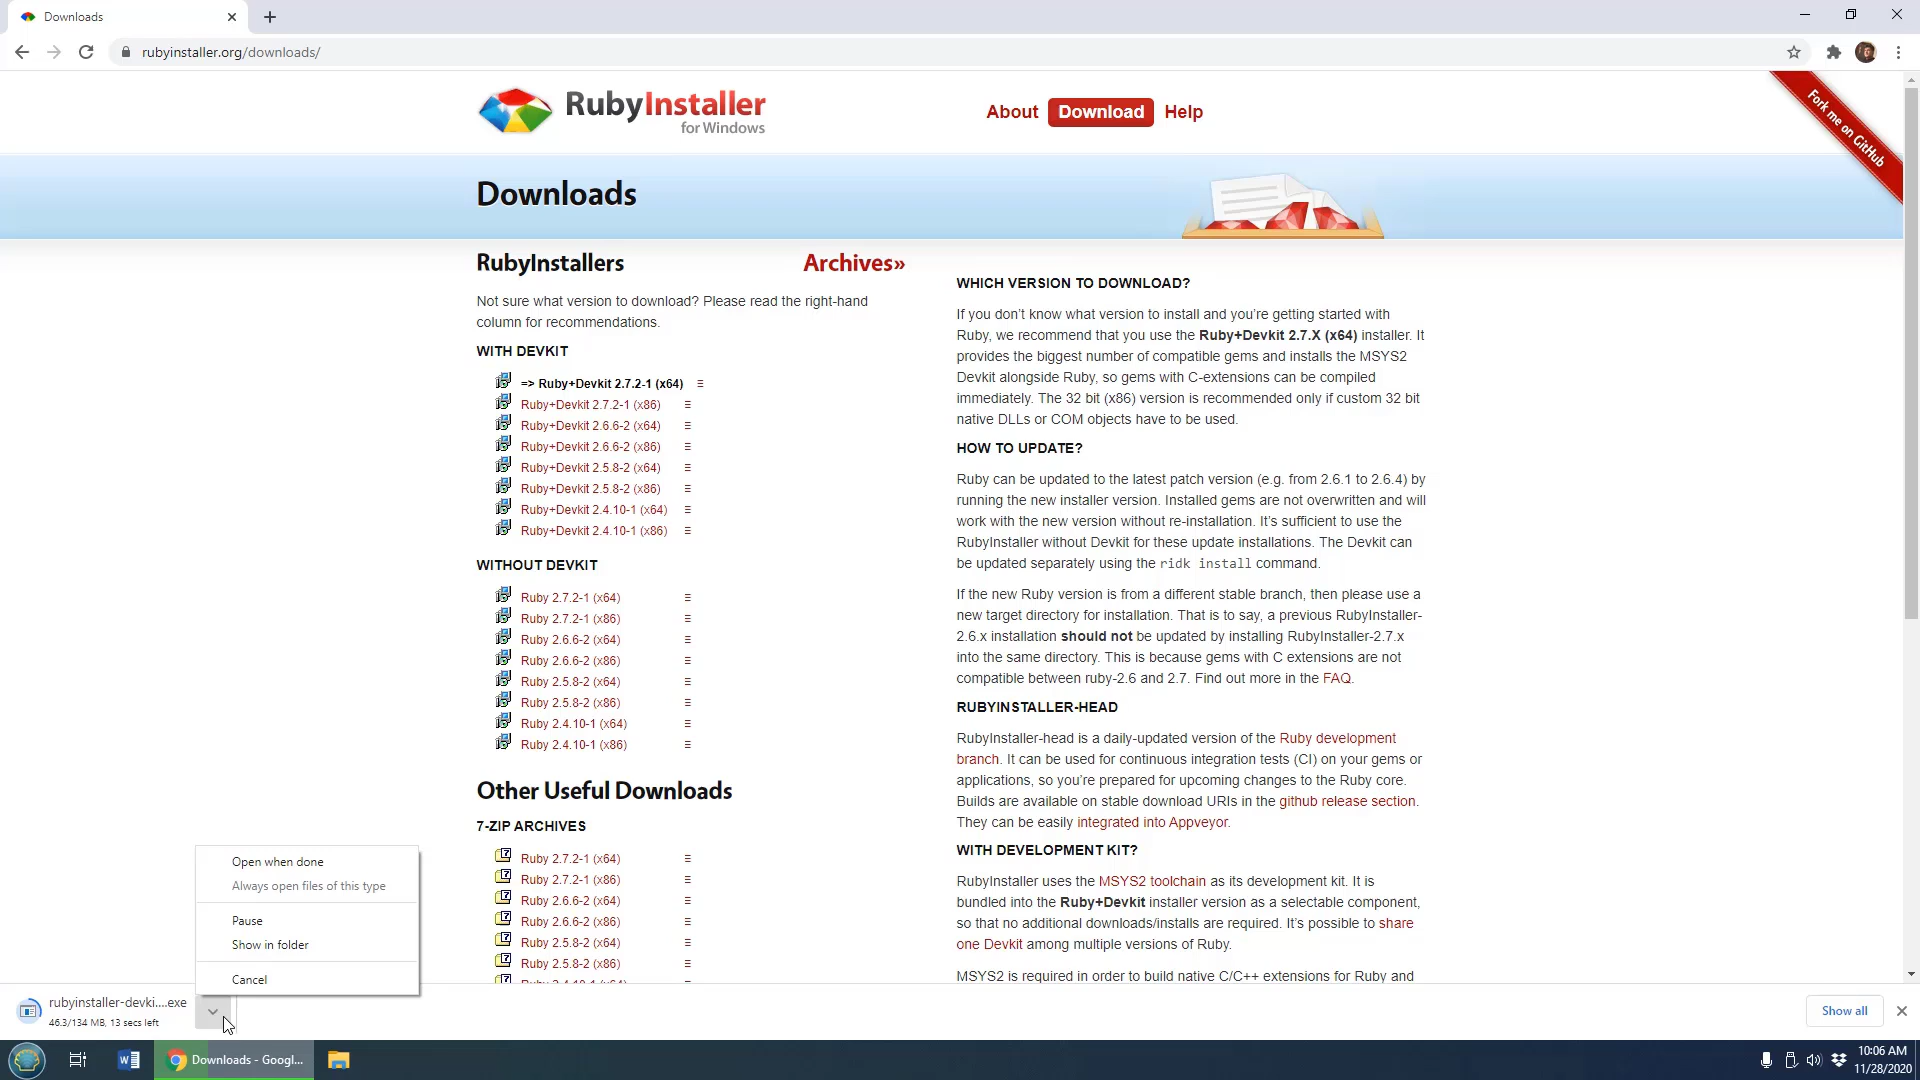 Downloads
rubyinstaller.org/downloads/
RubyInstaller
for Windows
About
Download
Help
Fork me on GitHub
Downloads
RubyInstallers
Archives»
Not sure what version to download? Please read the right-hand
column for recommendations.
WITH DEVKIT
=> Ruby+Devkit 2.7.2-1 (x64)
Ruby+Devkit 2.7.2-1 (x86)
Ruby+Devkit 2.6.6-2 (x64)
Ruby+Devkit 2.6.6-2 (x86)
Ruby+Devkit 2.5.8-2 (x64)
Ruby+Devkit 2.5.8-2 (x86)
Ruby+Devkit 2.4.10-1 (x64)
Ruby+Devkit 2.4.10-1 (x86)
WITHOUT DEVKIT
Ruby 2.7.2-1 (x64)
Ruby 2.7.2-1 (x86)
Ruby 2.6.6-2 (x64)
Ruby 2.6.6-2 (x86)
Ruby 2.5.8-2 (x64)
Ruby 2.5.8-2 (x86)
Ruby 2.4.10-1 (x64)
Ruby 2.4.10-1 (x86)
Other Useful Downloads
7-ZIP ARCHIVES
Ruby 2.7.2-1 (x64)
Ruby 2.7.2-1 (x86)
Ruby 2.6.6-2 (x64)
Ruby 2.6.6-2 (x86)
Ruby 2.5.8-2 (x64)
Ruby 2.5.8-2 (x86)
WHICH VERSION TO DOWNLOAD?
If you don't know what version to install and you're getting started with
Ruby, we recommend that you use the Ruby+Devkit 2.7.X (x64) installer. It
provides the biggest number of compatible gems and installs the MSYS2
Devkit alongside Ruby, so gems with C-extensions can be compiled
immediately. The 32 bit (x86) version is recommended only if custom 32 bit
native DLLs or COM objects have to be used.
HOW TO UPDATE?
Ruby can be updated to the latest patch version (e.g. from 2.6.1 to 2.6.4) by
running the new installer version. Installed gems are not overwritten and will
work with the new version without re-installation. It's sufficient to use the
RubyInstaller without Devkit for these update installations. The Devkit can
be updated separately using the ridk install command.
If the new Ruby version is from a different stable branch, then please use a
new target directory for installation. That is to say, a previous RubyInstaller-
2.6.x installation should not be updated by installing RubyInstaller-2.7.x
into the same directory. This is because gems with C extensions are not
compatible between ruby-2.6 and 2.7. Find out more in the FAQ.
RUBYINSTALLER-HEAD
RubyInstaller-head is a daily-updated version of the Ruby development
branch. It can be used for continuous integration tests (CI) on your gems or
applications, so you're prepared for upcoming changes to the Ruby core.
Builds are available on stable download URIs in the github release section.
They can be easily integrated into Appveyor.
WITH DEVELOPMENT KIT?
RubyInstaller uses the MSYS2 toolchain as its development kit. It is
bundled into the Ruby+Devkit installer version as a selectable component,
so that no additional downloads/installs are required. It's possible to share
one Devkit among multiple versions of Ruby.
MSYS2 is required in order to build native C/C++ extensions for Ruby and
Open when done
Always open files of this type
Pause
Show in folder
Cancel
rubyinstaller-devki....exe
46.3/134 MB, 13 secs left
Show all
Downloads - Googl...
10:06 AM
11/28/2020